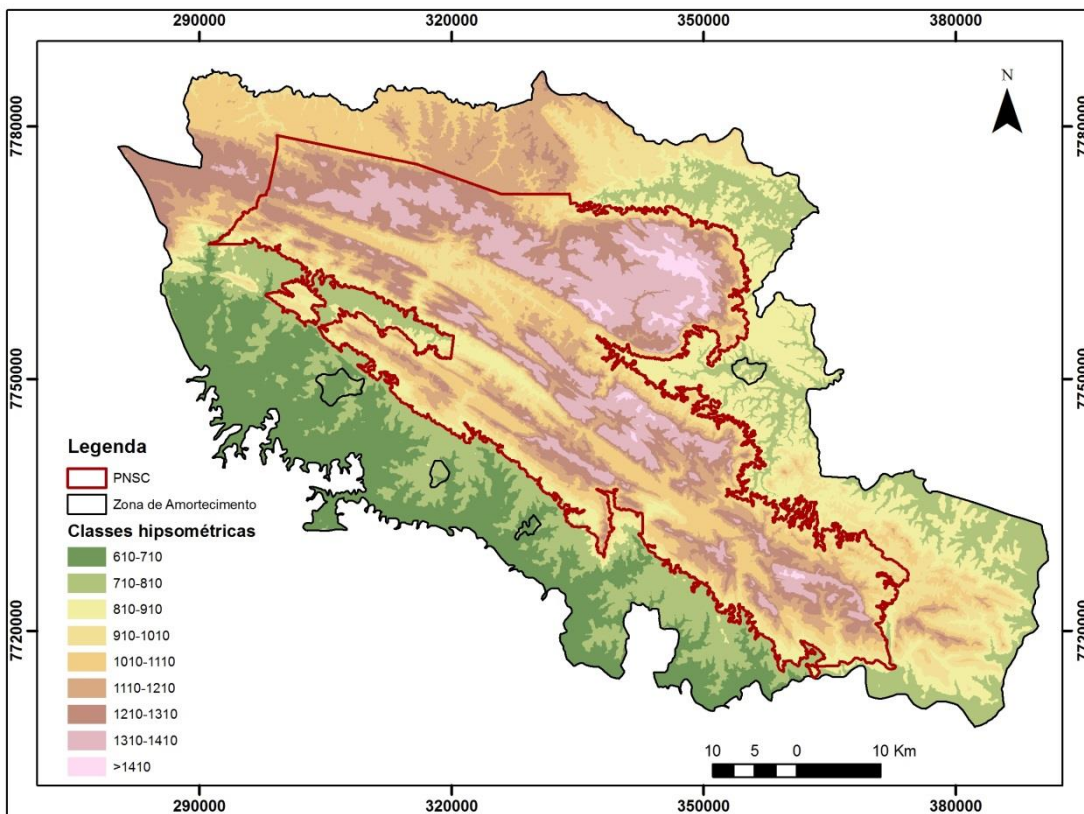 290000 320000 350000 380000
N
7780000 7780000
7750000 7750000
Legenda
PNSC
Zona de Amortecimento
Classes hipsométricas
610-710
710-810
810-910
910-1010
1010-1110
1110-1210
1210-1310
1310-1410
>1410
7720000 7720000
10 5 0 10 Km
290000 320000 350000 380000